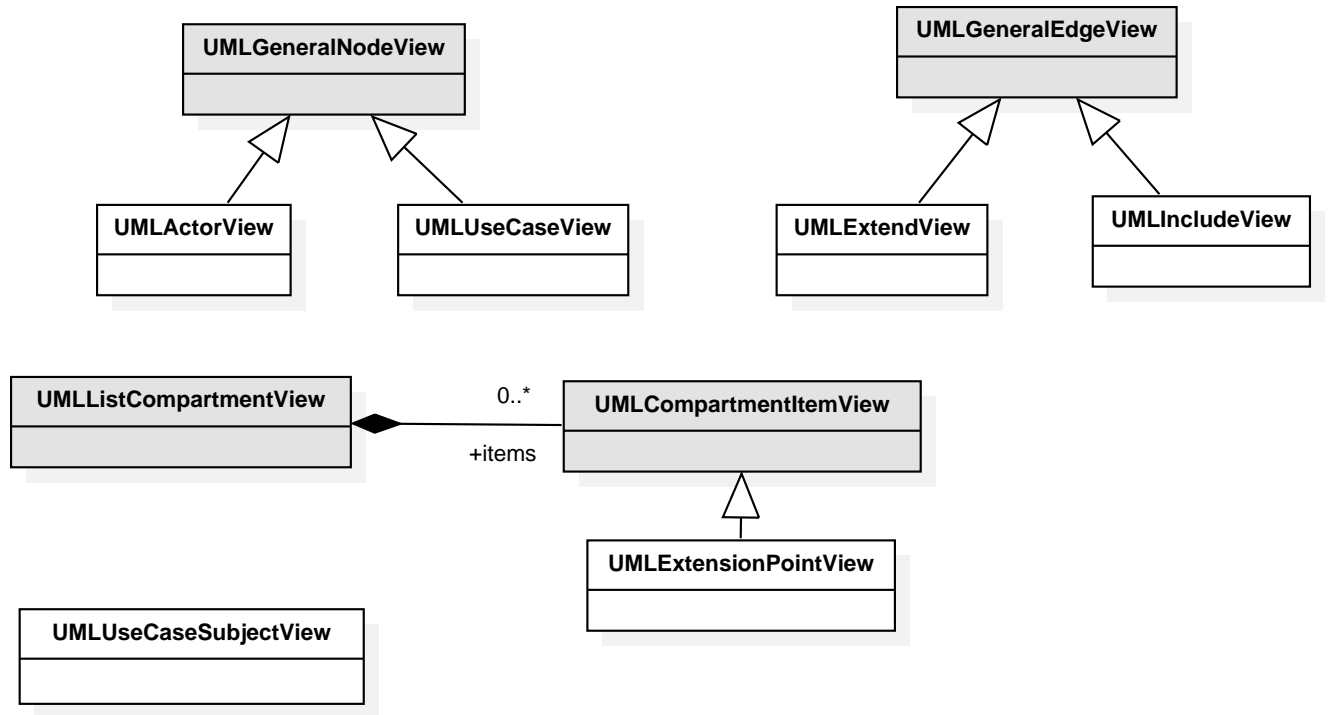 UMLGeneralNodeView
UMLGeneralEdgeView
UMLActorView
UMLUseCaseView
UMLExtendView
UMLIncludeView
UMLListCompartmentView
0..*
+items
UMLCompartmentItemView
UMLExtensionPointView
UMLUseCaseSubjectView